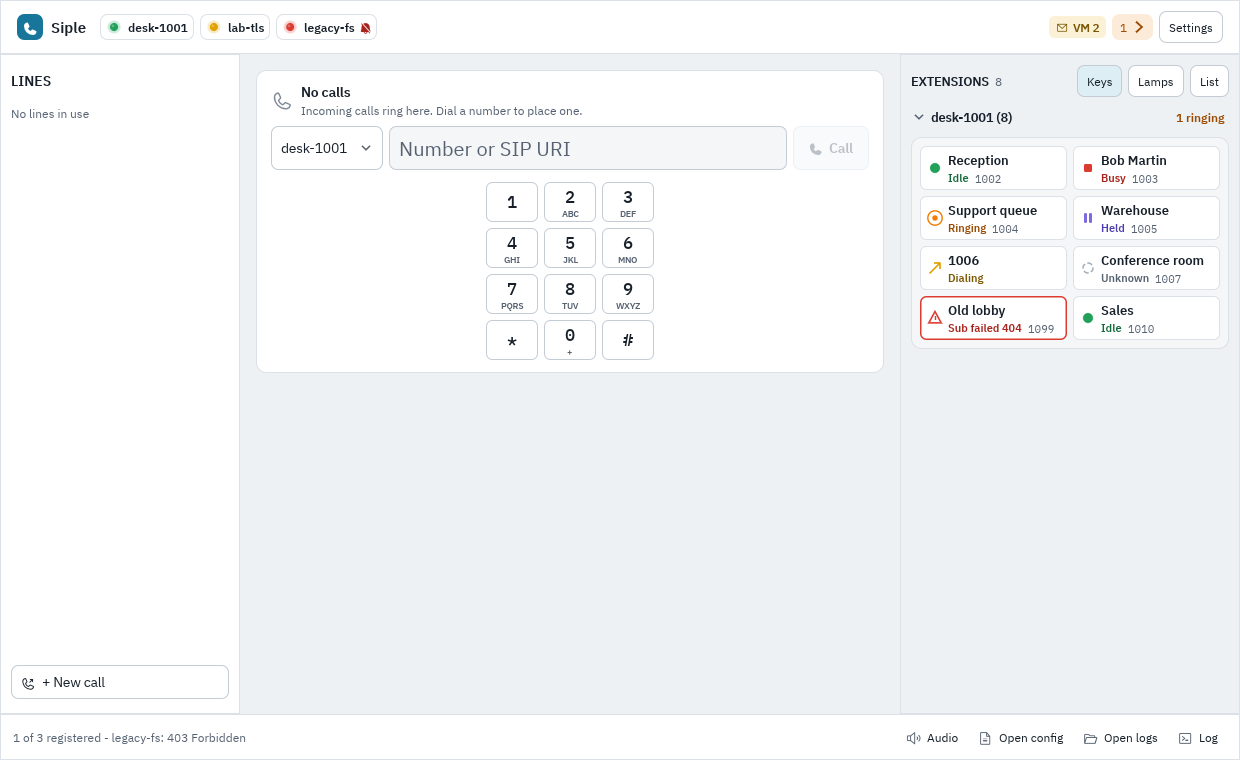 Siple
desk-1001
lab-tls
legacy-fs
VM 2
1
Settings
LINES
No lines in use
+ New call
No calls
Incoming calls ring here. Dial a number to place one.
desk-1001
Number or SIP URI
Call
1
2
ABC
3
DEF
4
GHI
5
JKL
6
MNO
7
PQRS
8
TUV
9
WXYZ
*
0
+
#
EXTENSIONS 8
Keys
Lamps
List
desk-1001 (8)
1 ringing
Reception
Idle 1002
Bob Martin
Busy 1003
Support queue
Ringing 1004
Warehouse
Held 1005
1006
Dialing
Conference room
Unknown 1007
Old lobby
Sub failed 404 1099
Sales
Idle 1010
1 of 3 registered - legacy-fs: 403 Forbidden
Audio
Open config
Open logs
Log